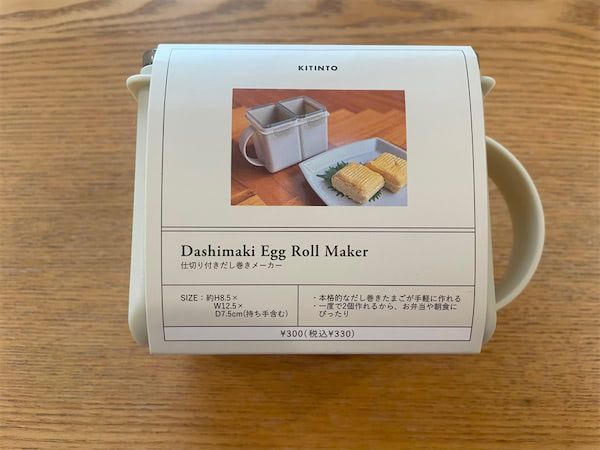 KITINTO
Dashimaki Egg Roll Maker
仕切り付きだし巻きメーカー
SIZE：約H8.5×
W12.5×
D7.5cm(持ち手含む)
・本格的なだし巻きたまごが手軽に作れる
・一度で2個作れるから、お弁当や朝食に
ぴったり
¥300(税込¥330)